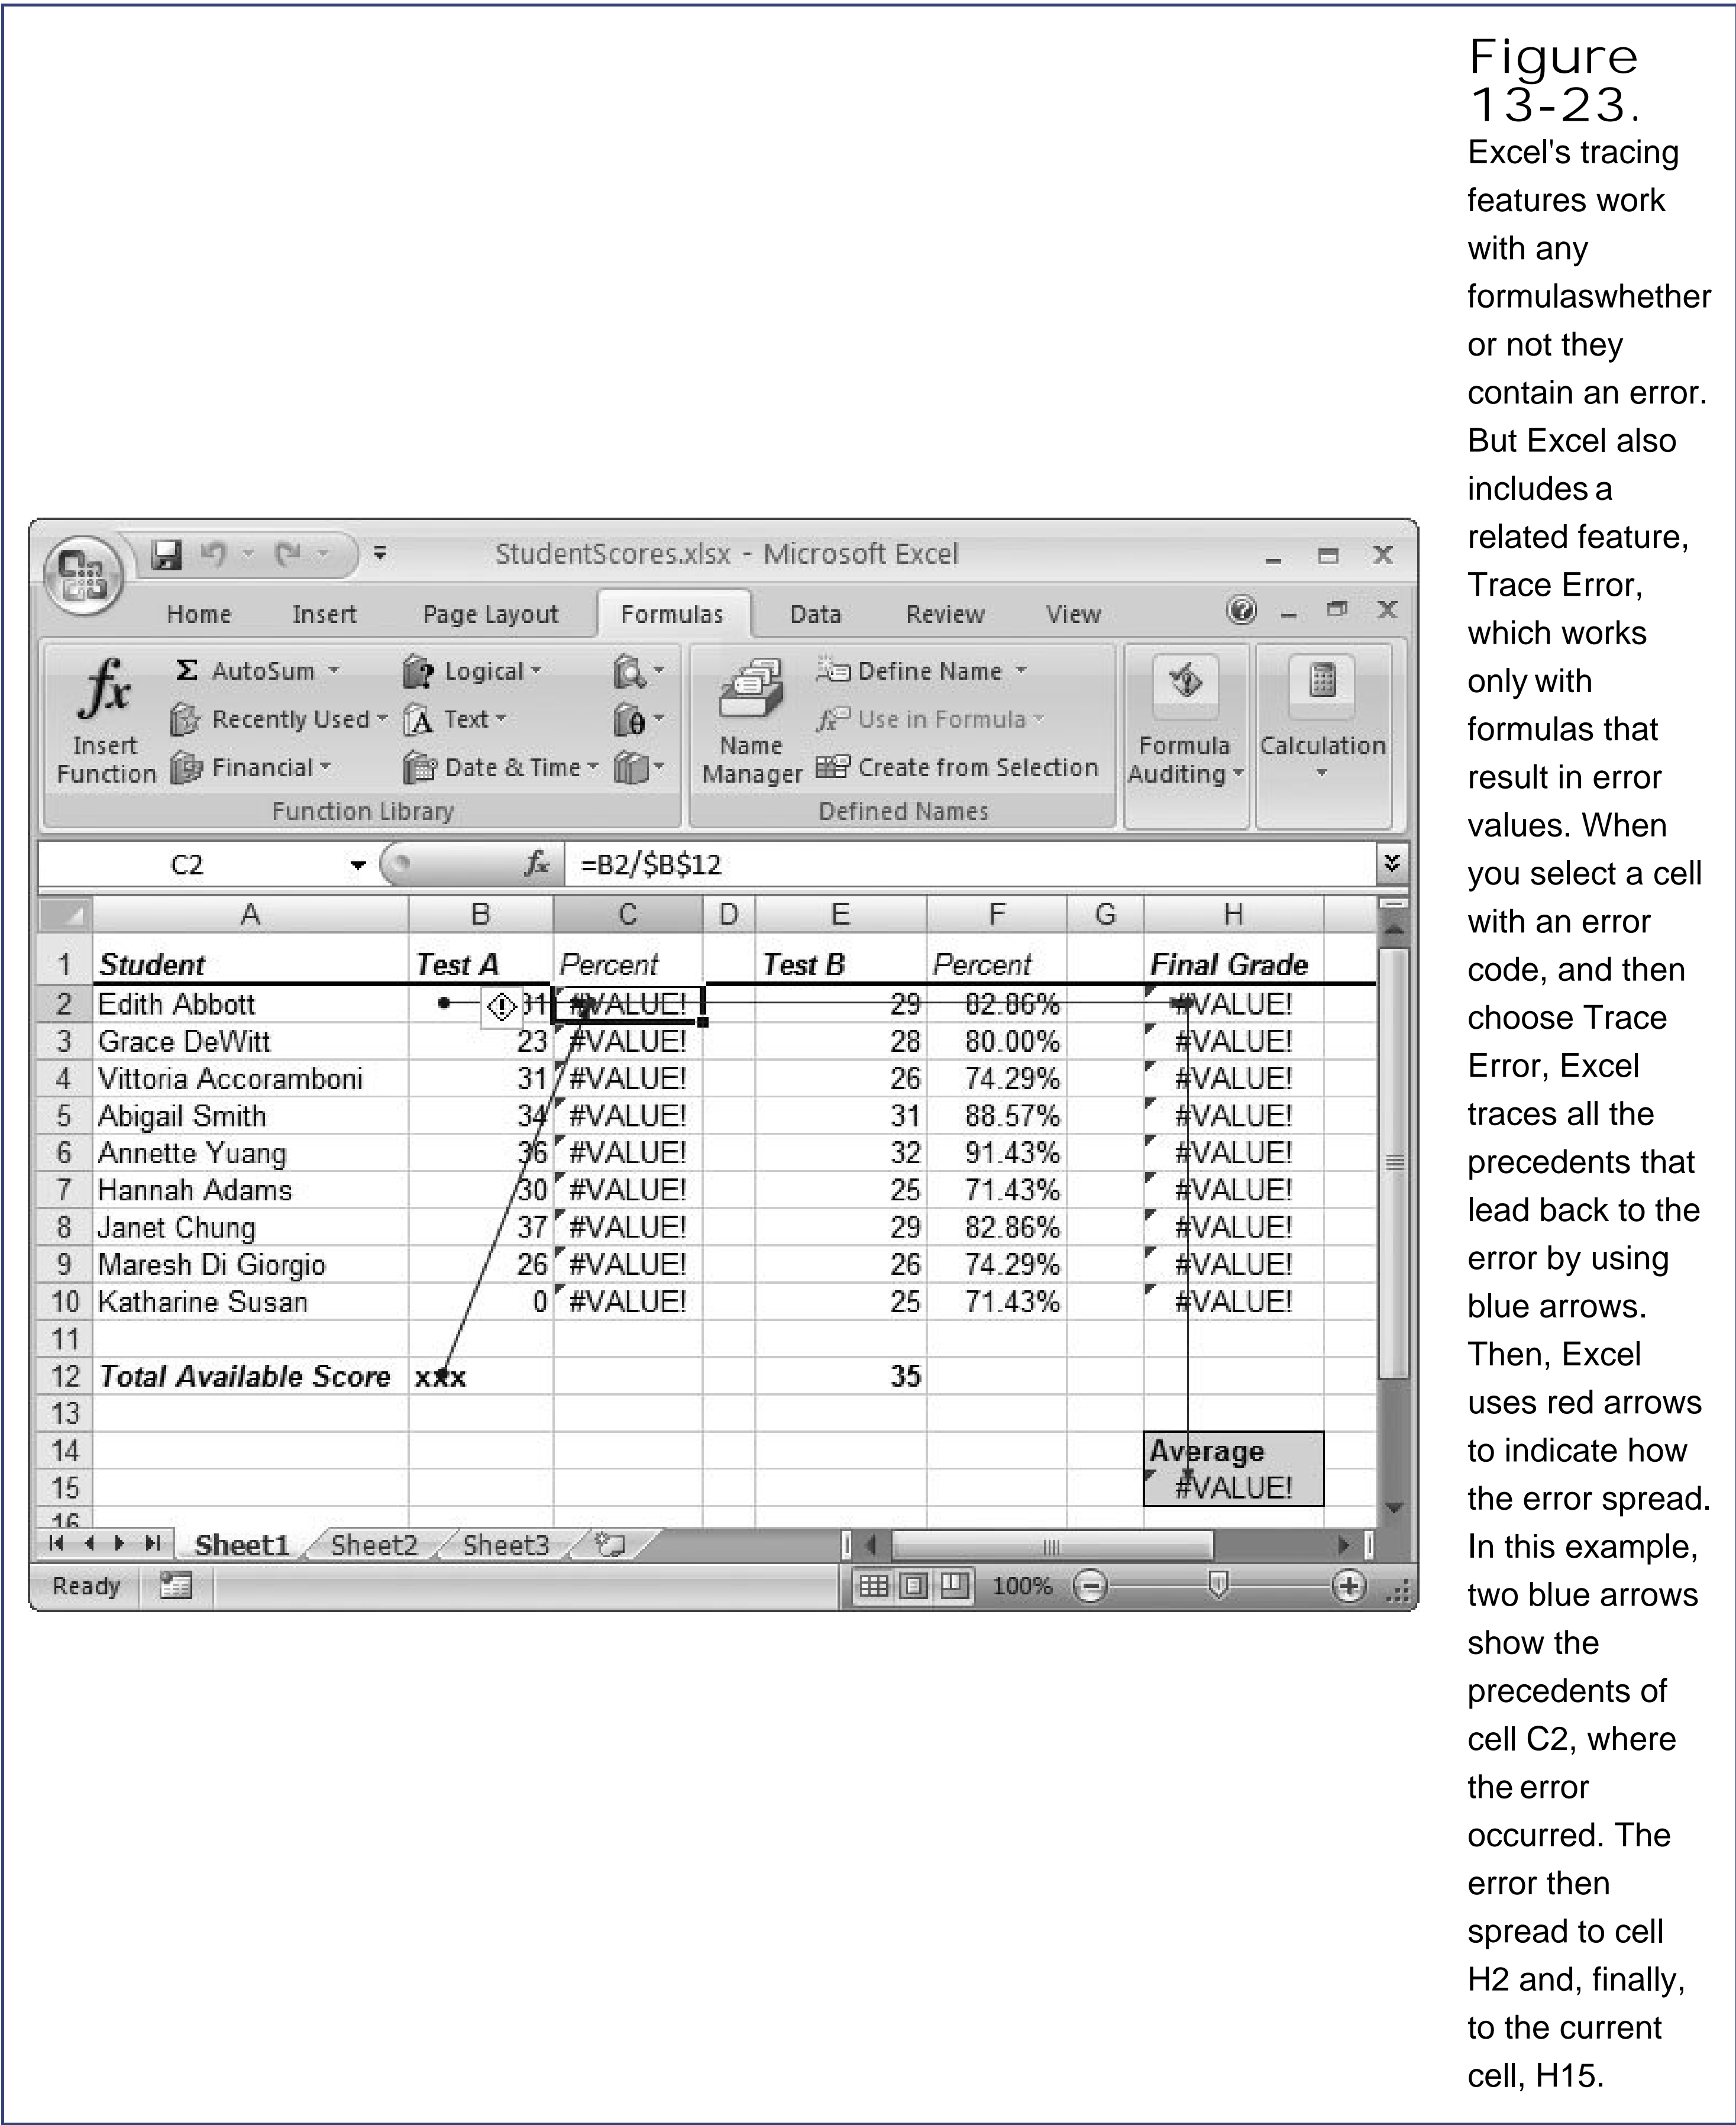 Figure
13-23.
Excel's tracing
features work
with any
formulaswhether
or not they
contain an error.
But Excel also
includes a
related feature,
Trace Error,
which works
only with
formulas that
result in error
values. When
you select a cell
with an error
code, and then
choose Trace
Error, Excel
traces all the
precedents that
lead back to the
error by using
blue arrows.
Then, Excel
uses red arrows
to indicate how
the error spread.
In this example,
two blue arrows
show the
precedents of
cell C2, where
the error
occurred. The
error then
spread to cell
H2 and, finally,
to the current
cell, H15.
StudentScores.xlsx - Microsoft Excel
Home Insert Page Layout Formulas Data Review View
fx Insert Function
Σ AutoSum
Recently Used
Financial
Logical
Text
Date & Time
Function Library
Name Manager
Define Name
Use in Formula
Create from Selection
Defined Names
Formula Auditing
Calculation
C2 fx =B2/$B$12
A B C D E F G H
1 Student Test A Percent Test B Percent Final Grade
2 Edith Abbott #VALUE! 29 82.86% #VALUE!
3 Grace DeWitt 23 #VALUE! 28 80.00% #VALUE!
4 Vittoria Accoramboni 31 #VALUE! 26 74.29% #VALUE!
5 Abigail Smith 34 #VALUE! 31 88.57% #VALUE!
6 Annette Yuang 36 #VALUE! 32 91.43% #VALUE!
7 Hannah Adams 30 #VALUE! 25 71.43% #VALUE!
8 Janet Chung 37 #VALUE! 29 82.86% #VALUE!
9 Maresh Di Giorgio 26 #VALUE! 26 74.29% #VALUE!
10 Katharine Susan 0 #VALUE! 25 71.43% #VALUE!
11
12 Total Available Score xxx 35
13
14 Average
15 #VALUE!
16
Sheet1 Sheet2 Sheet3
Ready 100%